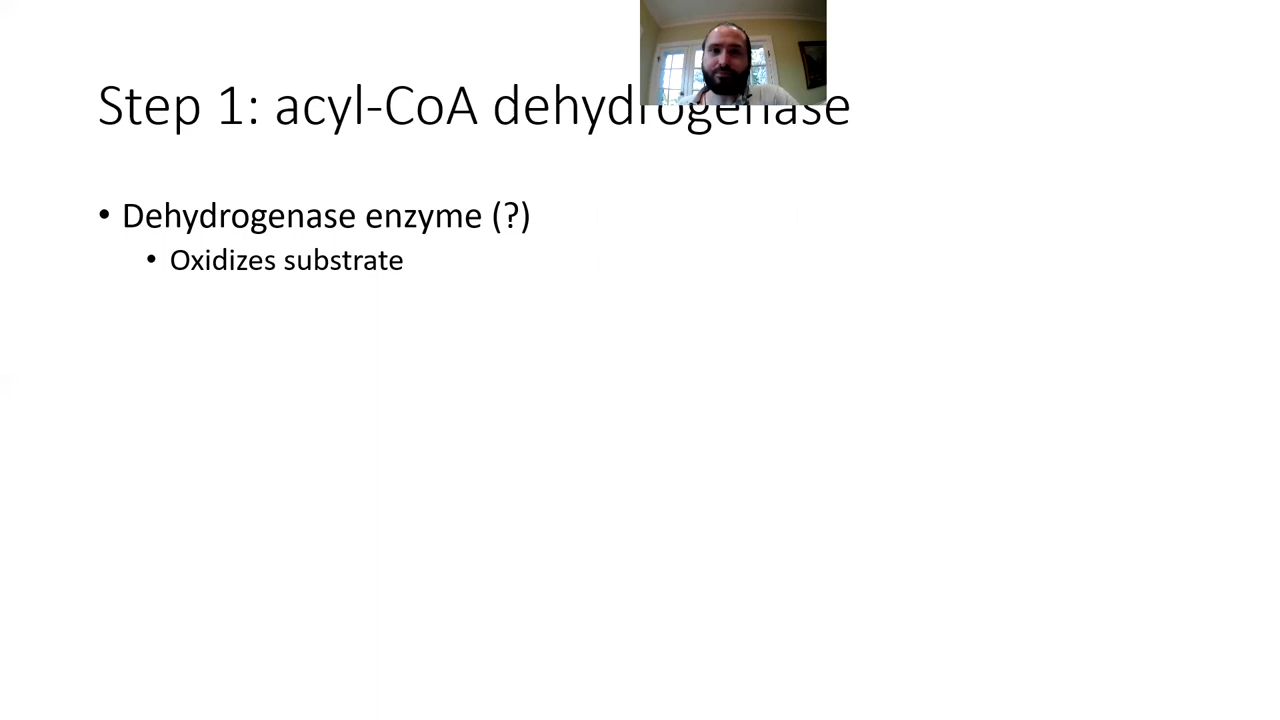 Step 1: acyl-CoA dehydrogenase
• Dehydrogenase enzyme (?)
• Oxidizes substrate